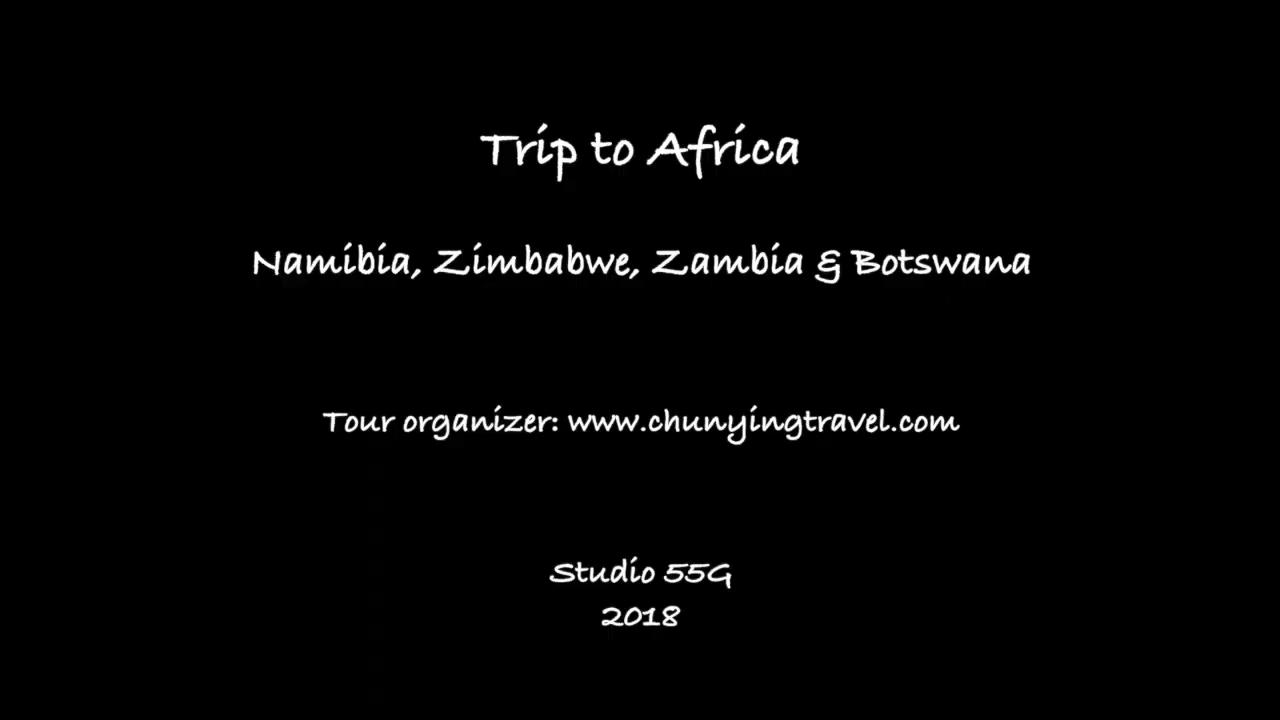 Trip to Africa
Namibia, Zimbabwe, Zambia & Botswana
Tour organizer: www.chunyingtravel.com
Studio 55G
2018